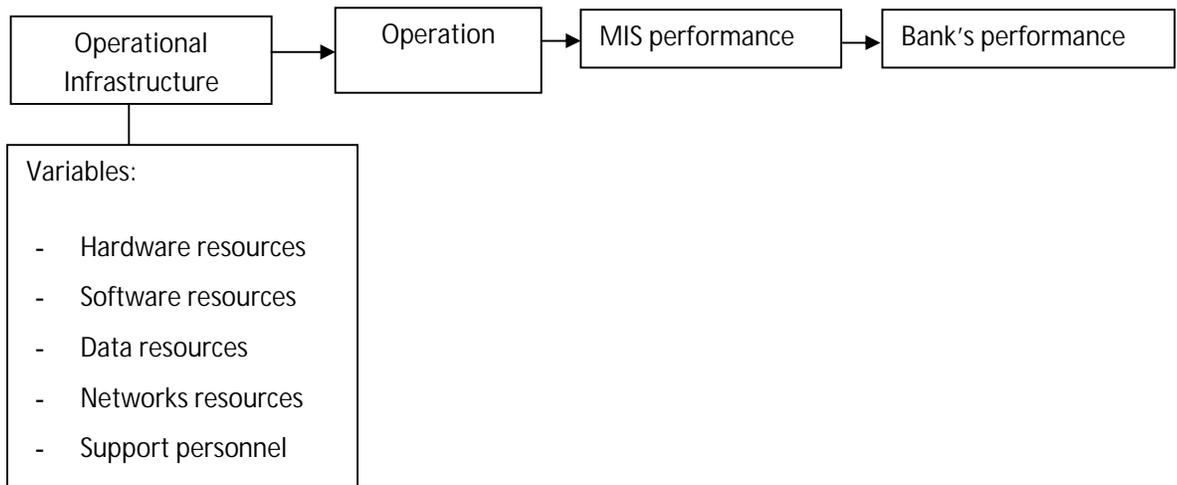 Operational
Infrastructure
Operation
MIS performance
Bank's performance
Variables:
- Hardware resources
- Software resources
- Data resources
- Networks resources
- Support personnel